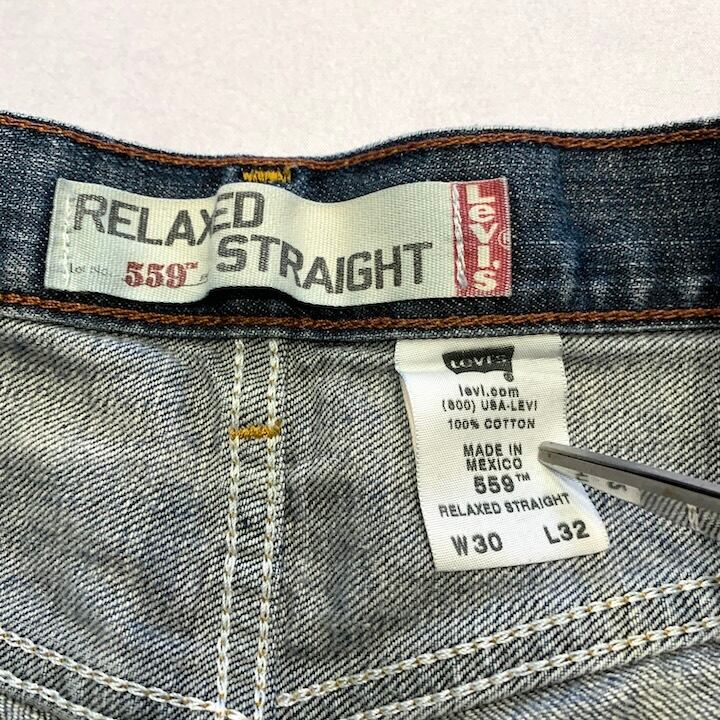 RELAXED
STRAIGHT
Lot No. 559™
Levi's
Levi's
levi.com
(800) USA-LEVI
100% COTTON
MADE IN
MEXICO
559™
RELAXED STRAIGHT
W30 L32